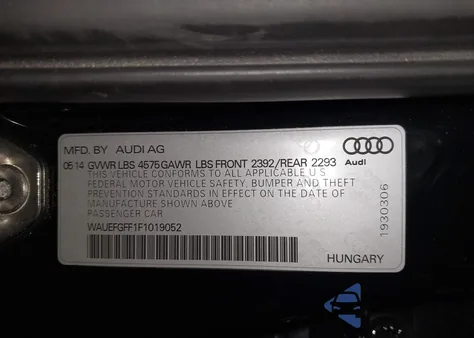 MFD. BY AUDI AG
05-14 GVWR LBS 4575 GAWR LBS FRONT 2392/REAR 2293
Audi
THIS VEHICLE CONFORMS TO ALL APPLICABLE U S
FEDERAL MOTOR VEHICLE SAFETY, BUMPER AND THEFT
PREVENTION STANDARDS IN EFFECT ON THE DATE OF
MANUFACTURE SHOWN ABOVE
PASSENGER CAR
WAUEFGFF1F1019052
HUNGARY
1930306